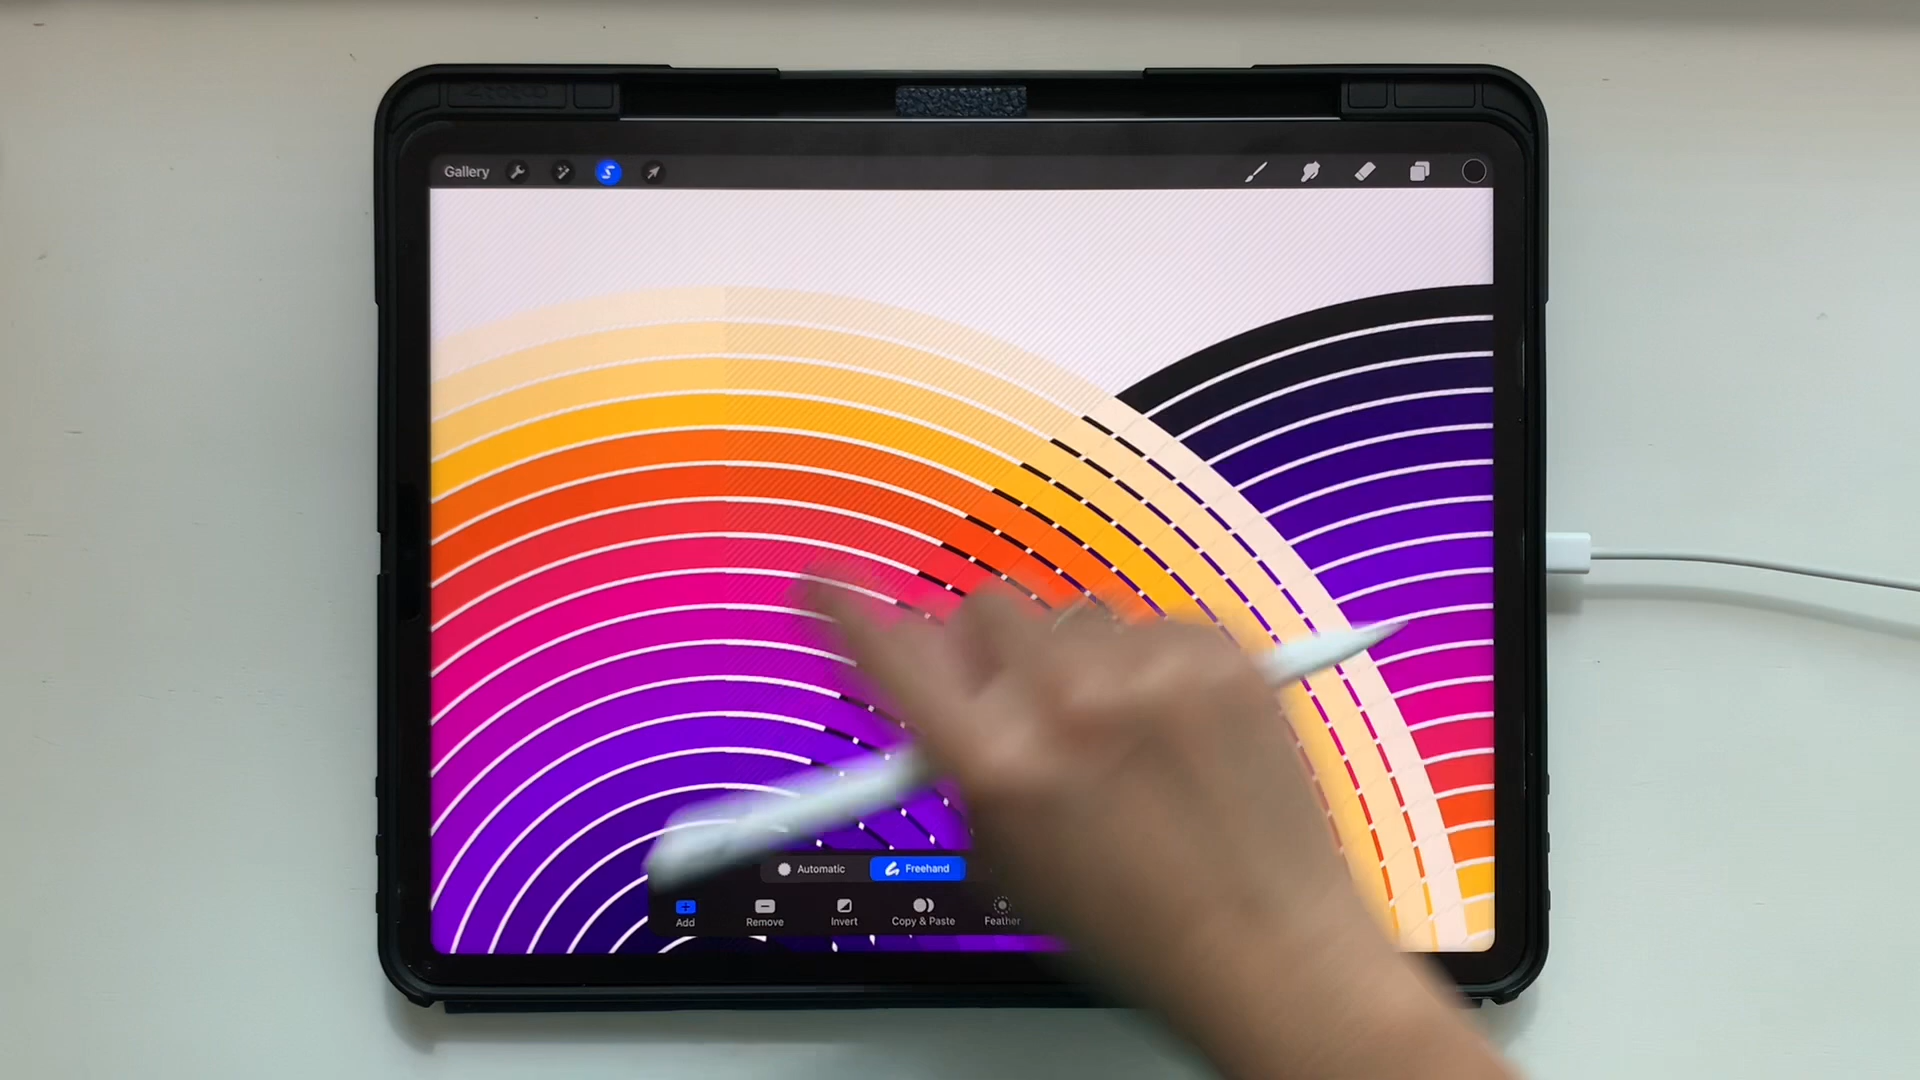 Gallery
Automatic
Freehand
Add
Remove
Invert
Copy & Paste
Feather